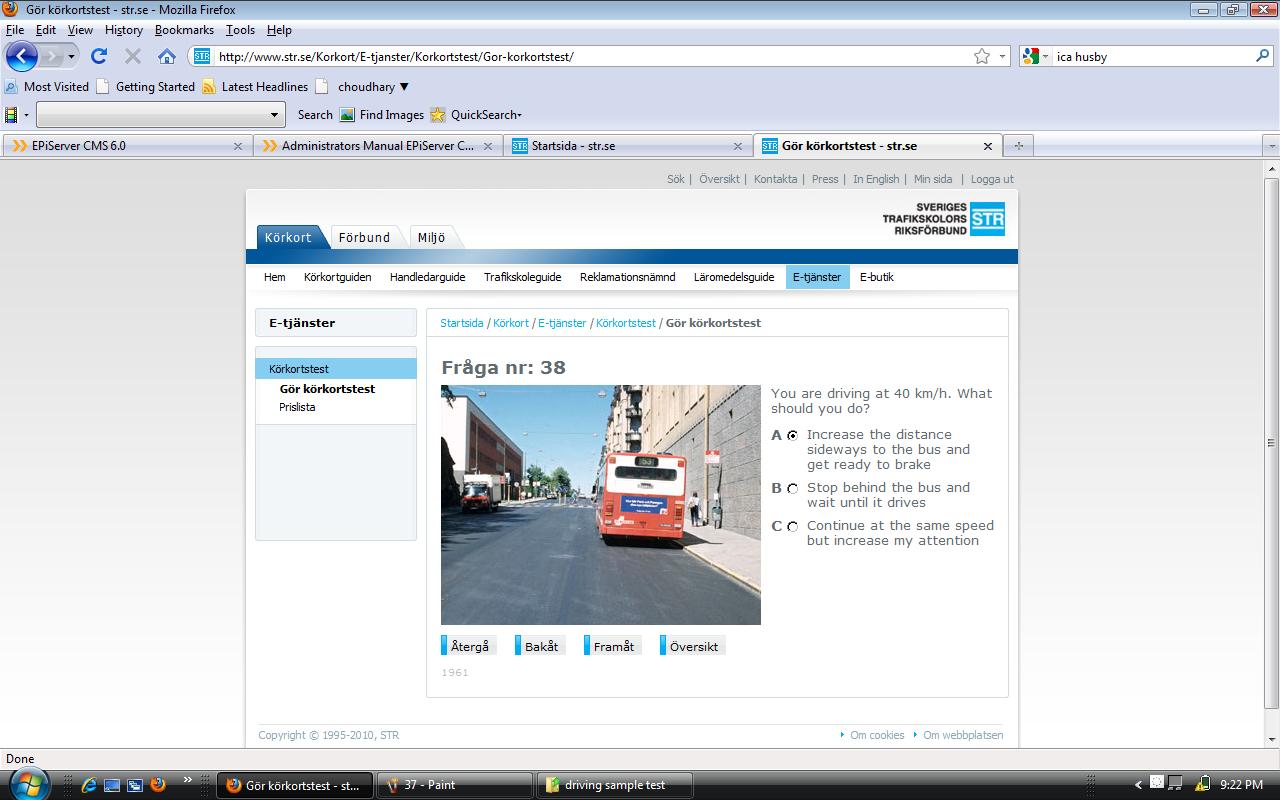 Gör körkortstest - str.se - Mozilla Firefox
File Edit View History Bookmarks Tools Help
STR http://www.str.se/Korkort/E-tjanster/Korkortstest/Gor-korkortstest/ ica husby
Most Visited Getting Started Latest Headlines choudhary
Search Find Images QuickSearch
EPiServer CMS 6.0 Administrators Manual EPiServer C... STR Startsida - str.se STR Gör körkortstest - str.se
Sök | Översikt | Kontakta | Press | In English | Min sida | Logga ut
SVERIGES
TRAFIKSKOLORS STR
RIKSFÖRBUND
Körkort Förbund Miljö
Hem Körkortguiden Handledarguide Trafikskoleguide Reklamationsnämnd Läromedelsguide E-tjänster E-butik
E-tjänster
Körkortstest
Gör körkortstest
Prislista
Startsida / Körkort / E-tjänster / Körkortstest / Gör körkortstest
Fråga nr: 38
You are driving at 40 km/h. What
should you do?
A Increase the distance
sideways to the bus and
get ready to brake
B Stop behind the bus and
wait until it drives
C Continue at the same speed
but increase my attention
Återgå Bakåt Framåt Översikt
1961
Copyright © 1995-2010, STR Om cookies Om webbplatsen
Done
Gör körkortstest - st... 37 - Paint driving sample test 9:22 PM